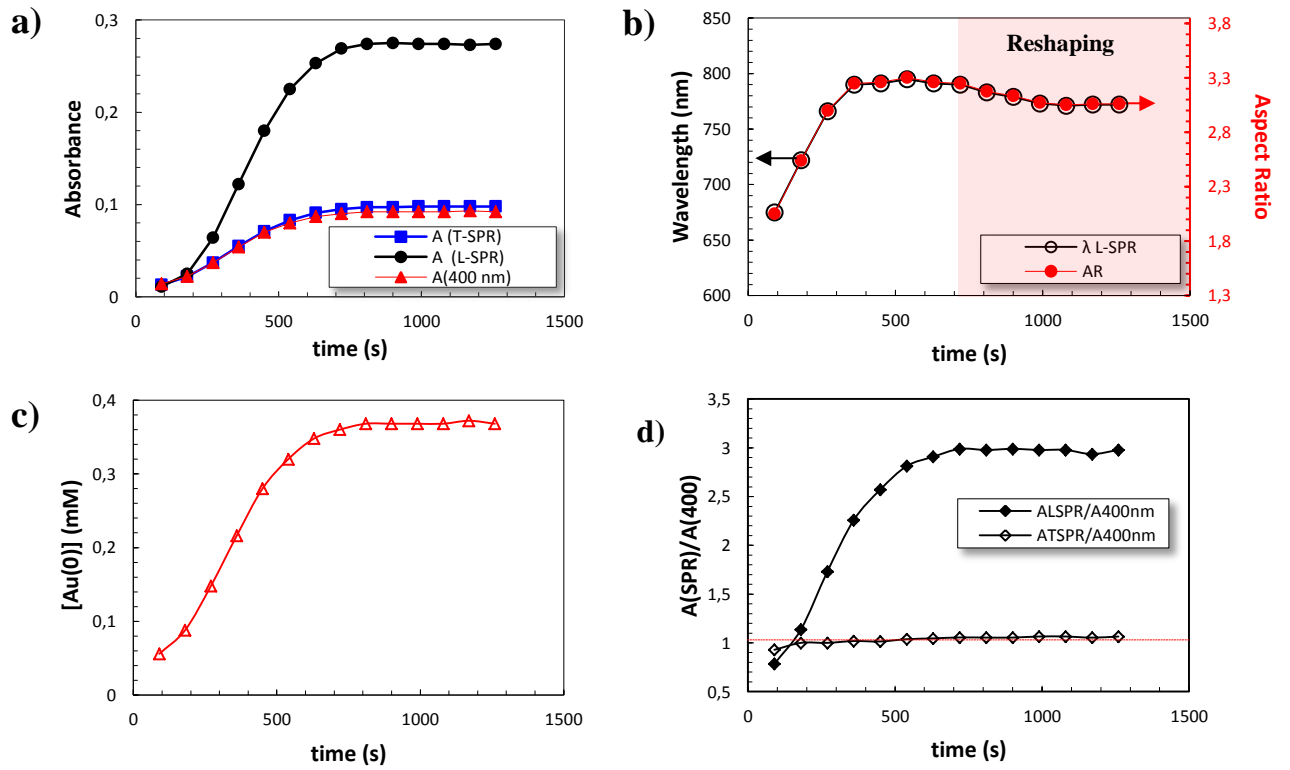 a)
0,3
0,2
0,1
0
Absorbance
A (T-SPR)
A (L-SPR)
A(400 nm)
0
500
1000
1500
time (s)
b)
850
800
750
700
650
600
Wavelength (nm)
Reshaping
3,8
3,3
2,8
2,3
1,8
1,3
Aspect Ratio
λ L-SPR
AR
0
500
1000
1500
time (s)
c)
0,4
0,3
0,2
0,1
0
[Au(0)] (mM)
0
500
1000
1500
time (s)
d)
3,5
3
2,5
2
1,5
1
0,5
A(SPR)/A(400)
ALSPR/A400nm
ATSPR/A400nm
0
500
1000
1500
time (s)